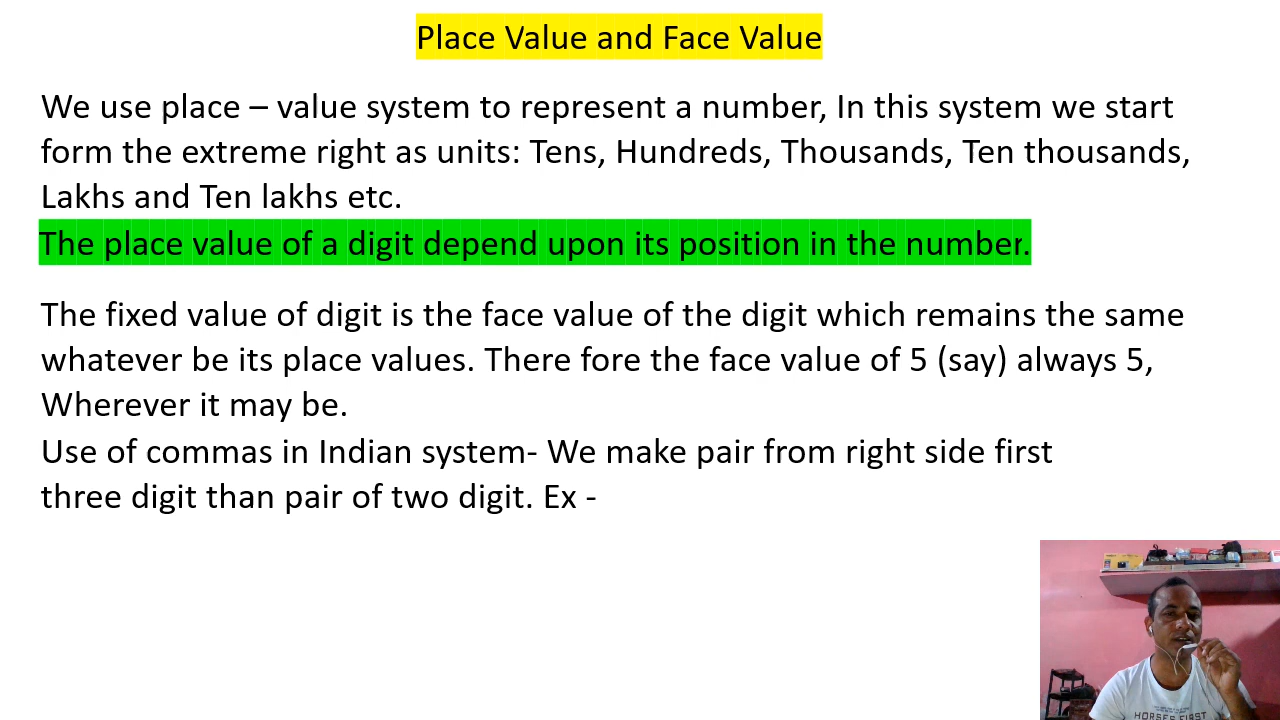 Place Value and Face Value
We use place – value system to represent a number, In this system we start
form the extreme right as units: Tens, Hundreds, Thousands, Ten thousands,
Lakhs and Ten lakhs etc.
The place value of a digit depend upon its position in the number.
The fixed value of digit is the face value of the digit which remains the same
whatever be its place values. There fore the face value of 5 (say) always 5,
Wherever it may be.
Use of commas in Indian system- We make pair from right side first
three digit than pair of two digit. Ex -
HORSES FIRST